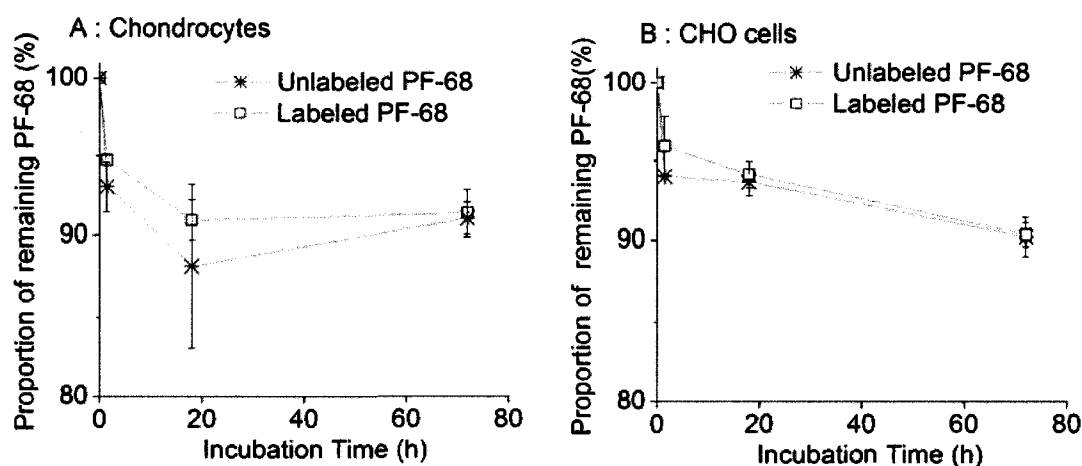 A : Chondrocytes
Proportion of remaining PF-68 (%)
100
90
80
Unlabeled PF-68
Labeled PF-68
0
20
40
60
80
Incubation Time (h)
B : CHO cells
Proportion of remaining PF-68(%)
100
90
80
Unlabeled PF-68
Labeled PF-68
0
20
40
60
80
Incubation Time (h)